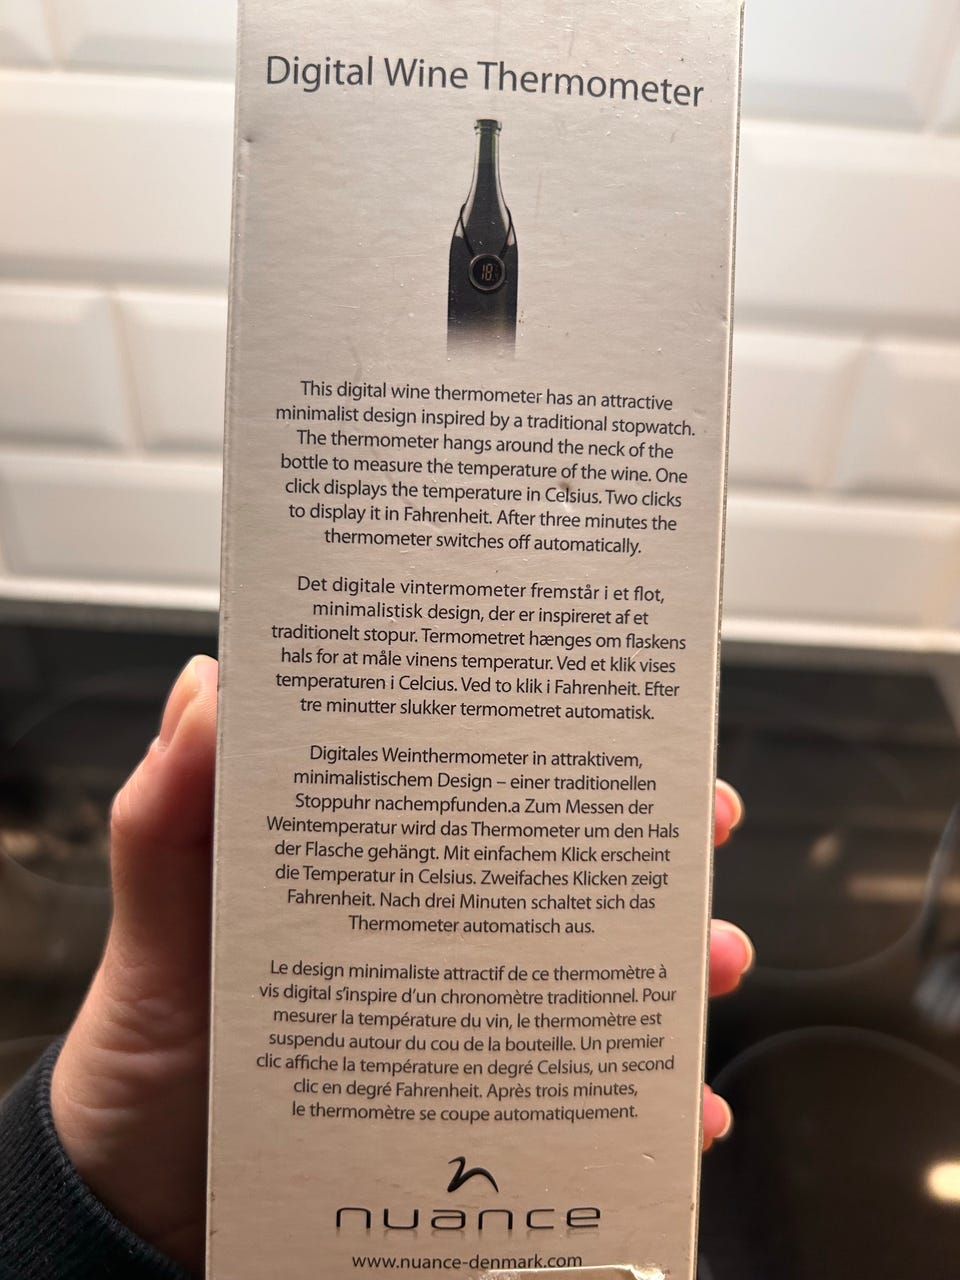 Digital Wine Thermometer
18
This digital wine thermometer has an attractive
minimalist design inspired by a traditional stopwatch.
The thermometer hangs around the neck of the
bottle to measure the temperature of the wine. One
click displays the temperature in Celsius. Two clicks
to display it in Fahrenheit. After three minutes the
thermometer switches off automatically.
Det digitale vintermometer fremstår i et flot,
minimalistisk design, der er inspireret af et
traditionelt stopur. Termometret hænges om flaskens
hals for at måle vinens temperatur. Ved et klik vises
temperaturen i Celcius. Ved to klik i Fahrenheit. Efter
tre minutter slukker termometret automatisk.
Digitales Weinthermometer in attraktivem,
minimalistischem Design – einer traditionellen
Stoppuhr nachempfunden.a Zum Messen der
Weintemperatur wird das Thermometer um den Hals
der Flasche gehängt. Mit einfachem Klick erscheint
die Temperatur in Celsius. Zweifaches Klicken zeigt
Fahrenheit. Nach drei Minuten schaltet sich das
Thermometer automatisch aus.
Le design minimaliste attractif de ce thermomètre à
vis digital s'inspire d'un chronomètre traditionnel. Pour
mesurer la température du vin, le thermomètre est
suspendu autour du cou de la bouteille. Un premier
clic affiche la température en degré Celsius, un second
clic en degré Fahrenheit. Après trois minutes,
le thermomètre se coupe automatiquement.
nuance
www.nuance-denmark.com